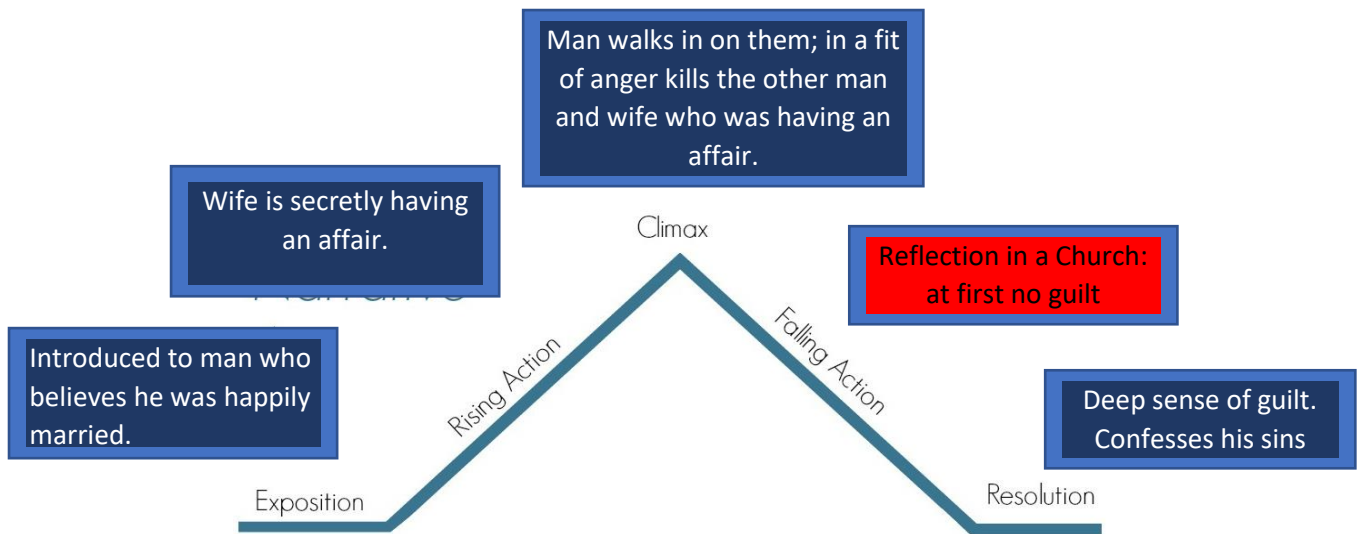 Man walks in on them; in a fit
of anger kills the other man
and wife who was having an
affair.
Wife is secretly having
an affair.
Climax
Reflection in a Church:
at first no guilt
Introduced to man who
believes he was happily
married.
Rising Action
Falling Action
Deep sense of guilt.
Confesses his sins
Exposition
Resolution